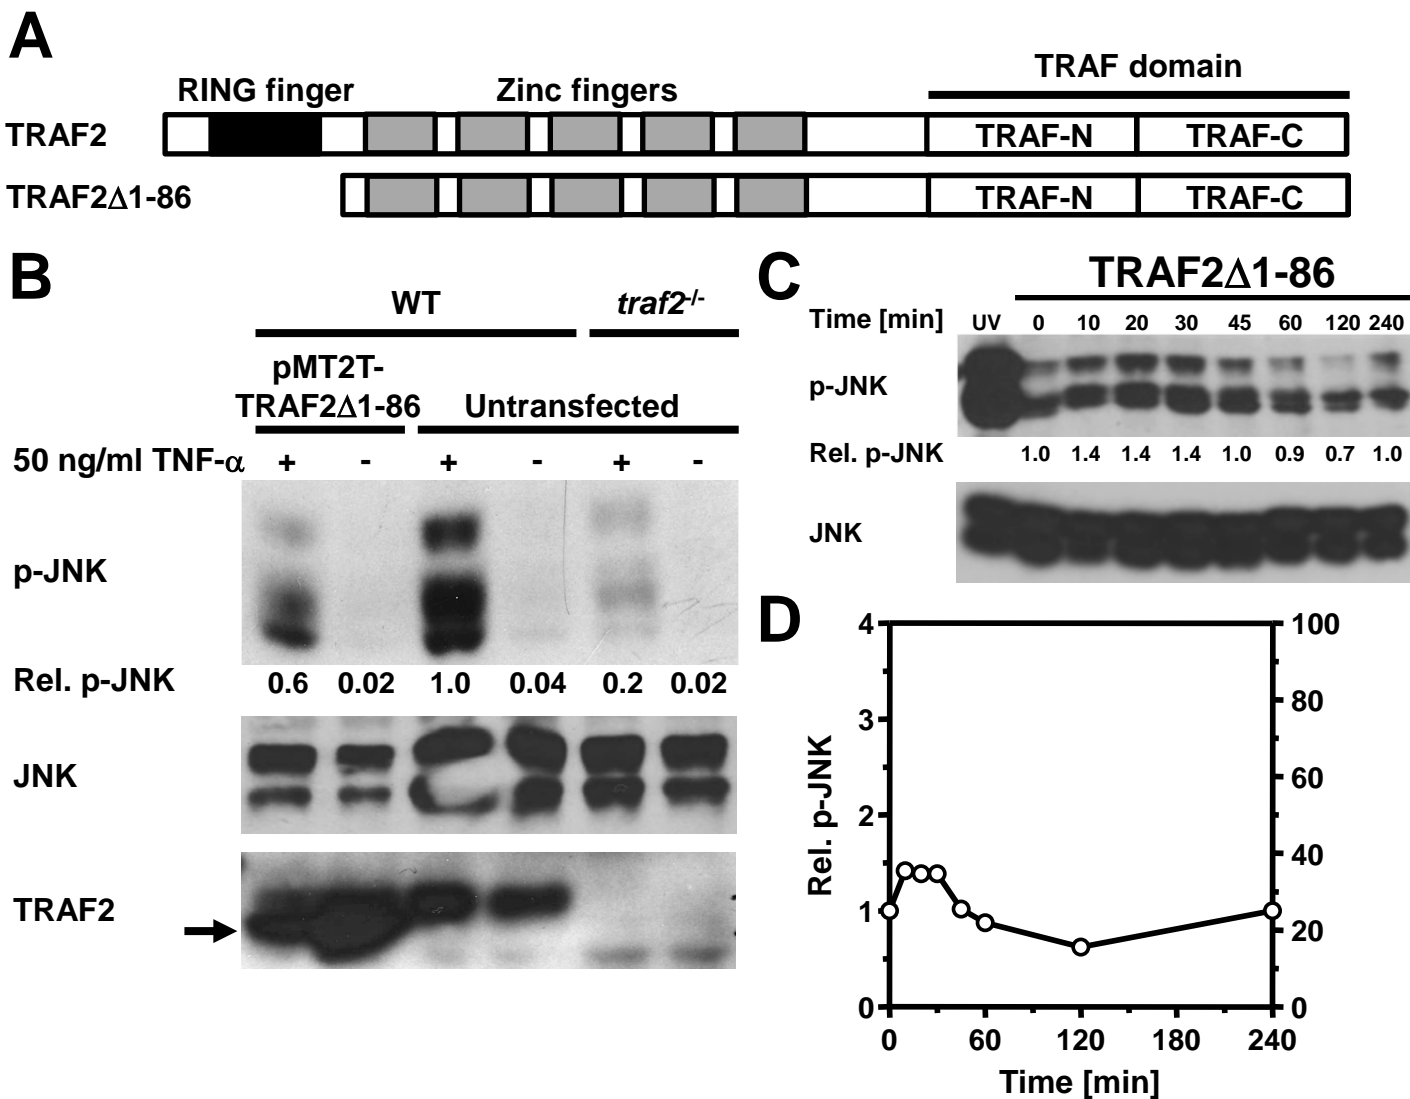 A
RING finger Zinc fingers TRAF domain
TRAF2 TRAF-N TRAF-C
TRAF2Δ1-86 TRAF-N TRAF-C
B
WT traf2-/-
pMT2T-
TRAF2Δ1-86 Untransfected
50 ng/ml TNF-α + - + - + -
p-JNK
Rel. p-JNK 0.6 0.02 1.0 0.04 0.2 0.02
JNK
TRAF2
C
TRAF2Δ1-86
Time [min] UV 0 10 20 30 45 60 120 240
p-JNK
Rel. p-JNK 1.0 1.4 1.4 1.4 1.0 0.9 0.7 1.0
JNK
D
4 100
80
3
60
2
40
1
20
0 0
Rel. p-JNK
0 60 120 180 240
Time [min]